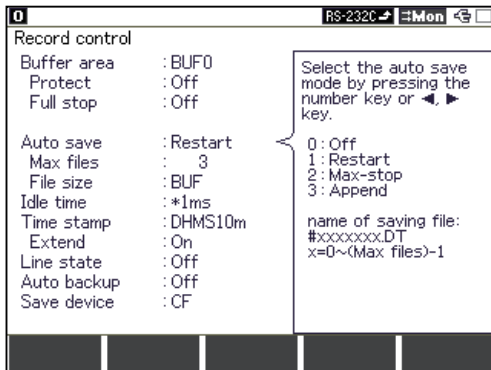 0 RS-232C Mon
Record control
Buffer area :BUF0
Protect :Off
Full stop :Off
Auto save :Restart
Max files : 3
File size :BUF
Idle time :*1ms
Time stamp :DHMS10m
Extend :On
Line state :Off
Auto backup :Off
Save device :CF
Select the auto save
mode by pressing the
number key or ◀, ▶
key.
0:Off
1:Restart
2:Max-stop
3:Append
name of saving file:
#xxxxxxx.DT
x=0~(Max files)-1